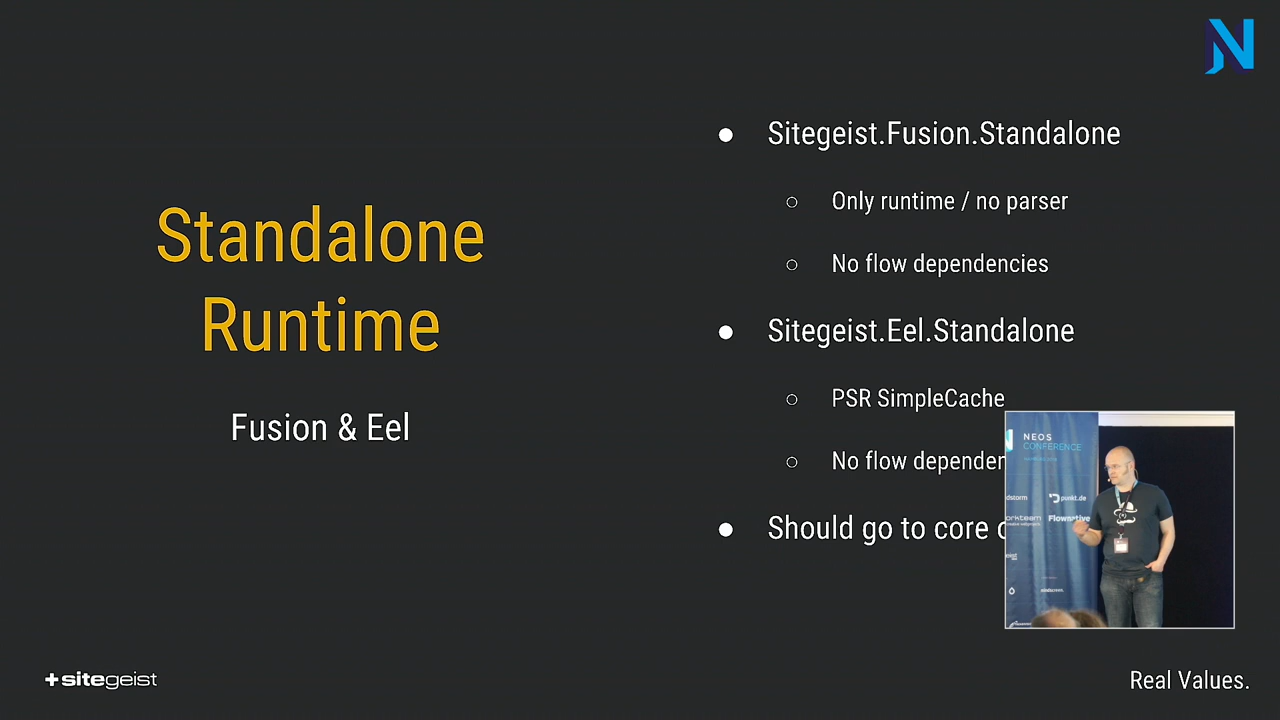 Standalone
Runtime
Fusion & Eel
Sitegeist.Fusion.Standalone
Only runtime / no parser
No flow dependencies
Sitegeist.Eel.Standalone
PSR SimpleCache
No flow
Should go to core
NEOS
CONFERENCE
punkt.de
Flownative
+sitegeist
Real Values.